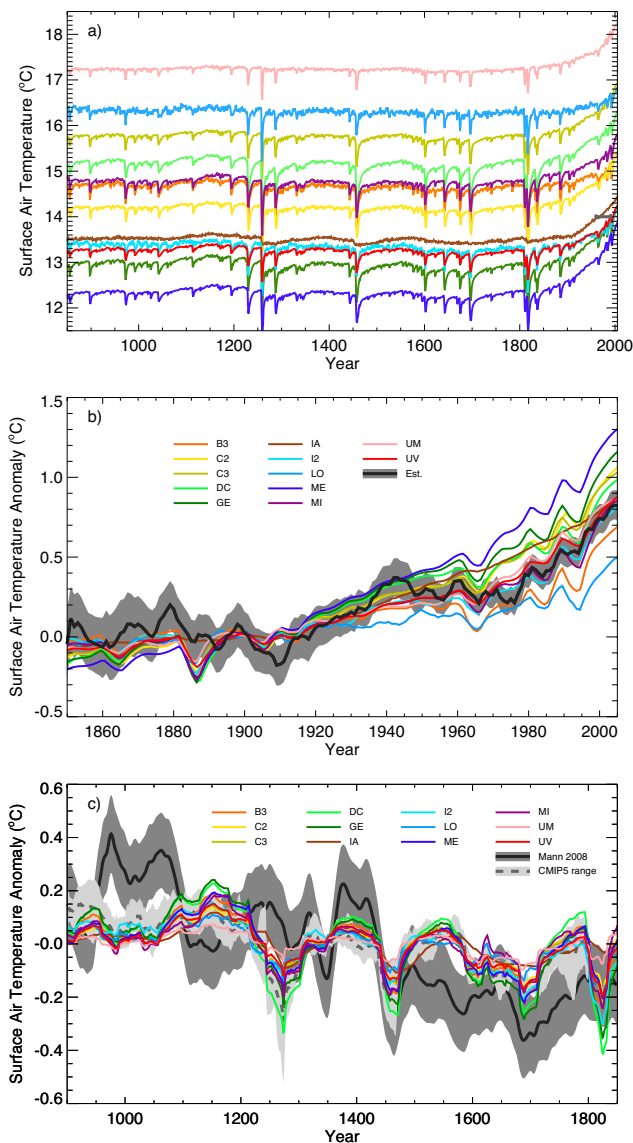 a)
Surface Air Temperature (°C)
18
17
16
15
14
13
12
1000
1200
1400
1600
1800
2000
Year
b)
Surface Air Temperature Anomaly (°C)
1.5
1.0
0.5
0.0
-0.5
B3
IA
UM
C2
I2
UV
C3
LO
Est.
DC
ME
GE
MI
1860
1880
1900
1920
1940
1960
1980
2000
Year
c)
Surface Air Temperature Anomaly (°C)
0.6
0.4
0.2
-0.0
-0.2
-0.4
-0.6
B3
DC
I2
MI
C2
GE
LO
UM
C3
IA
ME
UV
Mann 2008
CMIP5 range
1000
1200
1400
1600
1800
Year